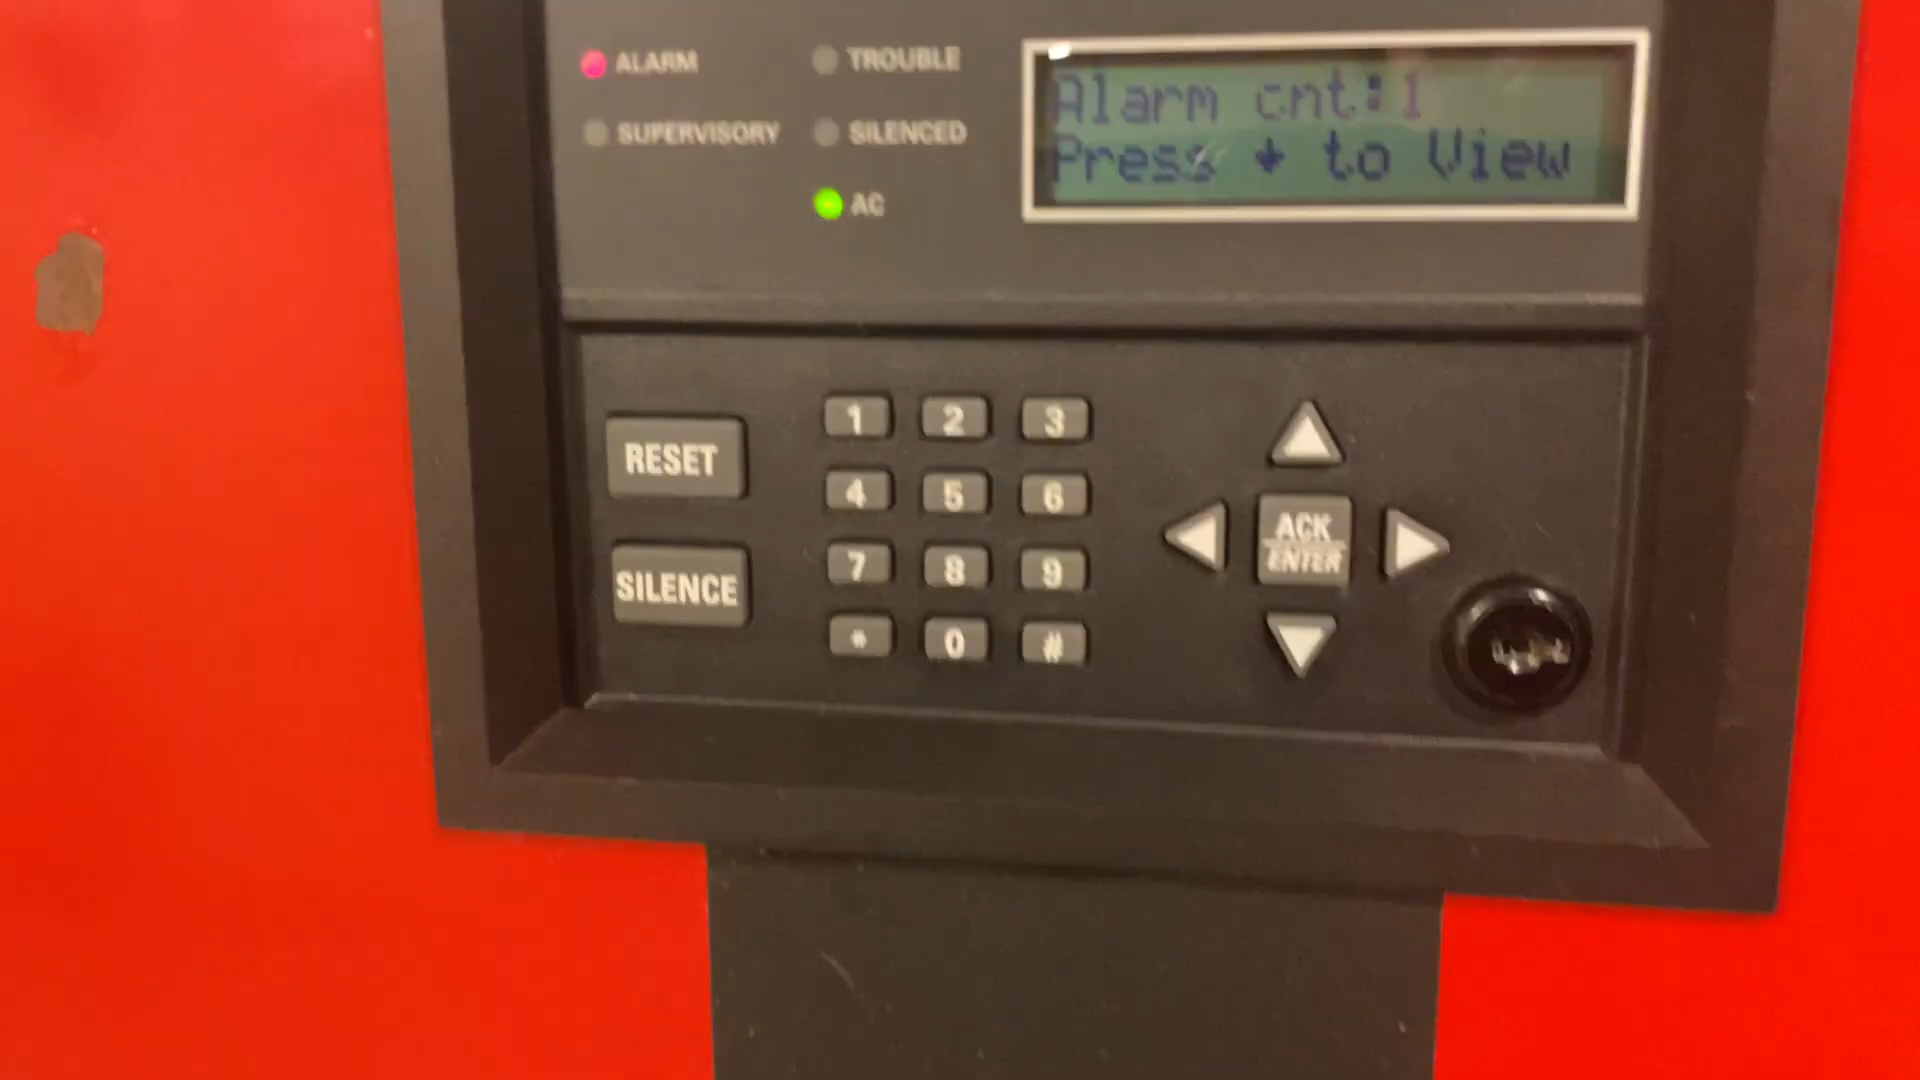 ALARM
TROUBLE
SUPERVISORY
SILENCED
AC
Alarm cnt:1
Press ↓ to View
RESET
SILENCE
1 2 3
4 5 6
7 8 9
* 0 #
ACK
ENTER